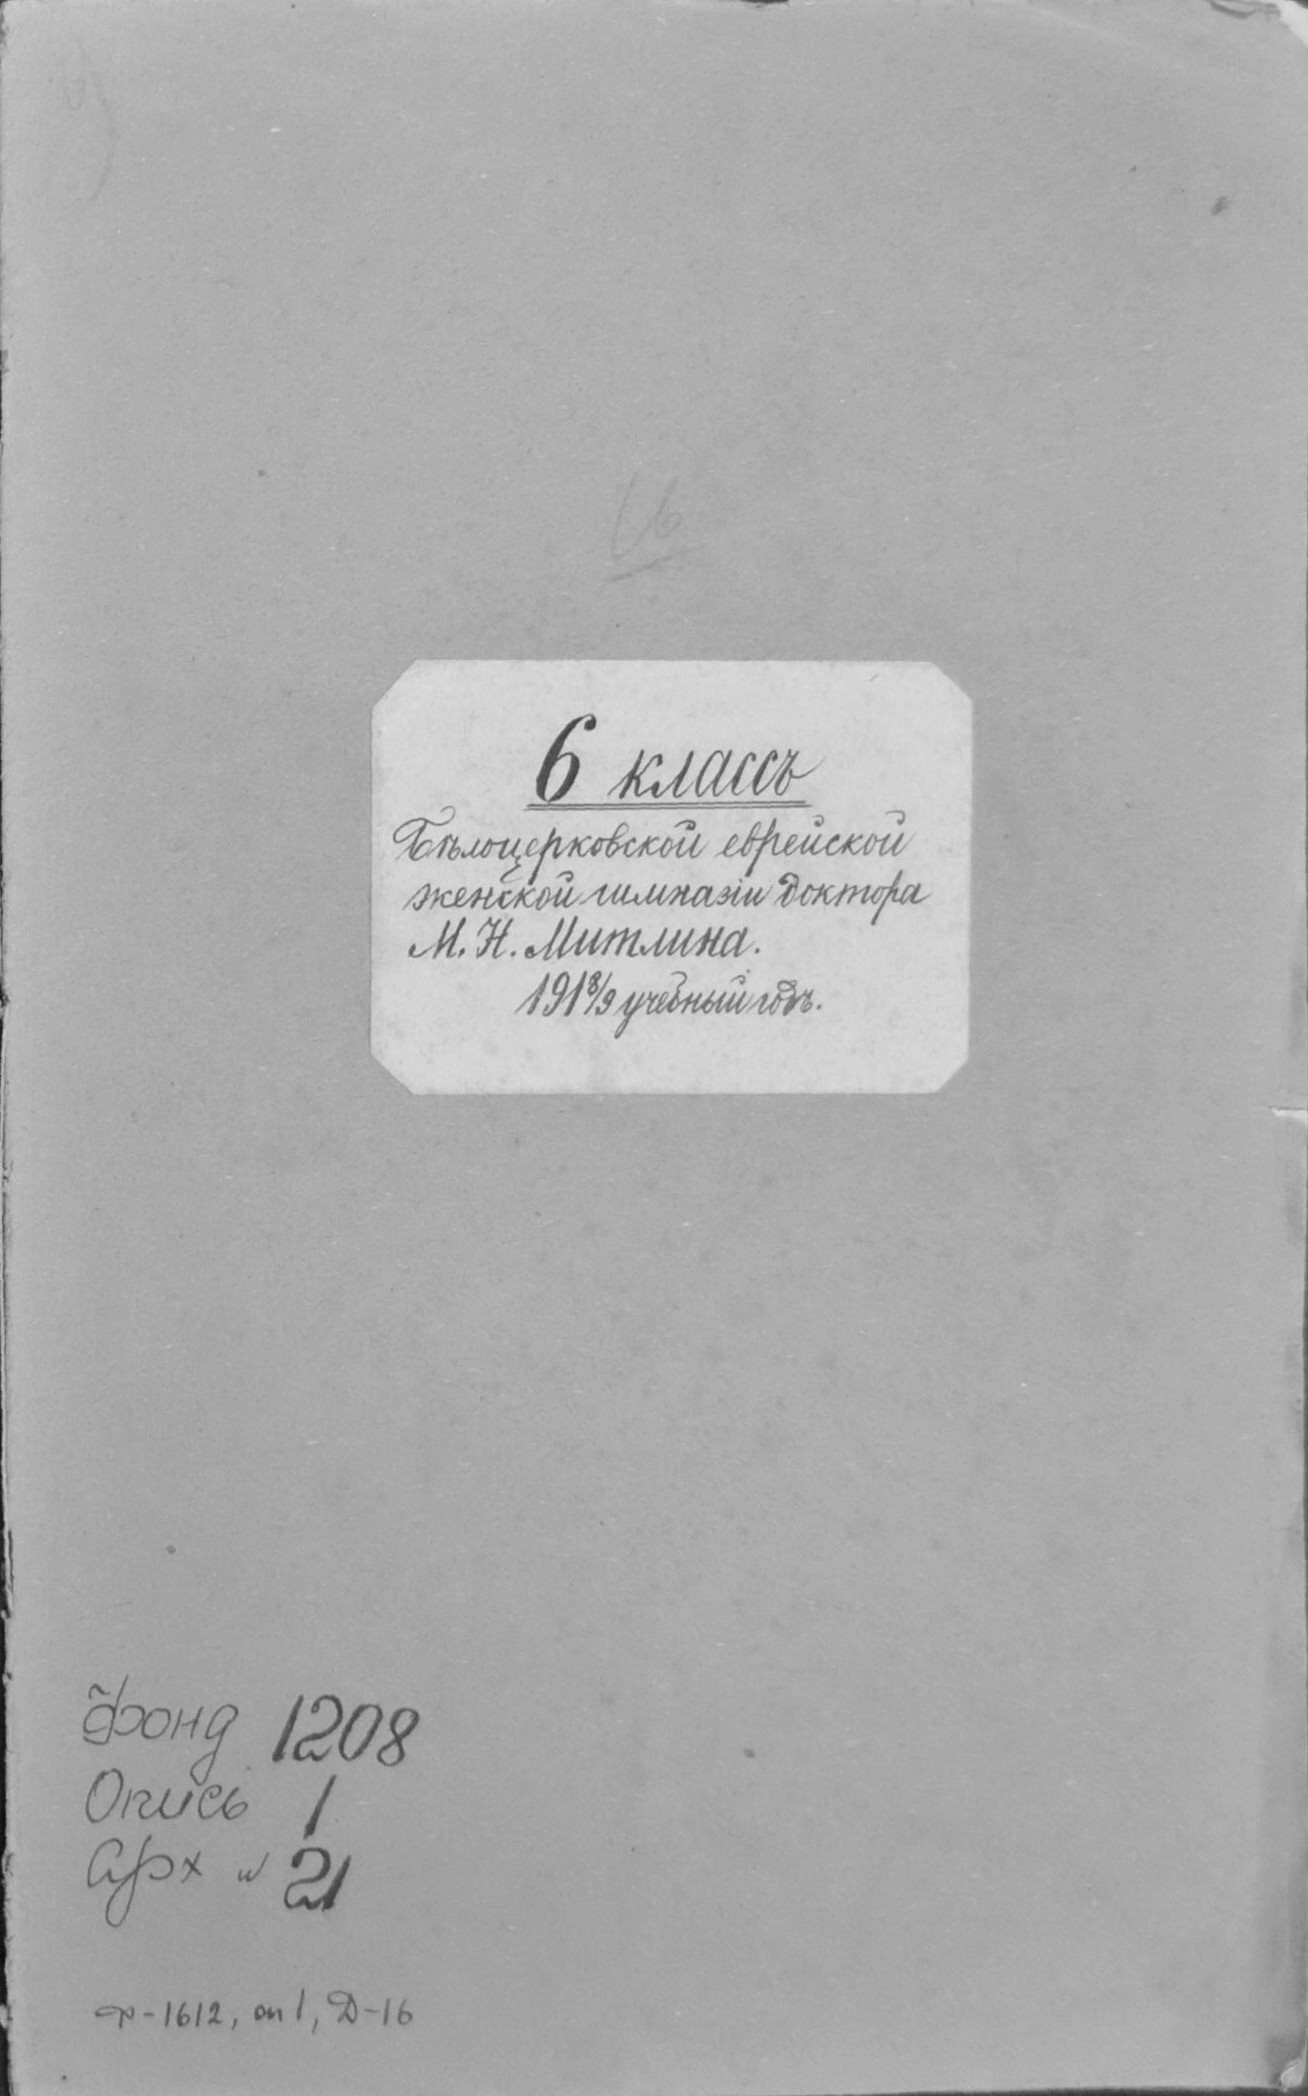 16
6 классъ
Бѣлоцерковской еврейской
женской гимназіи доктора
М. Н. Митлина.
1918/9 учебный годъ.
Фонд 1208
Опись 1
Арх № 21
ф-1612, оп 1, Д-16